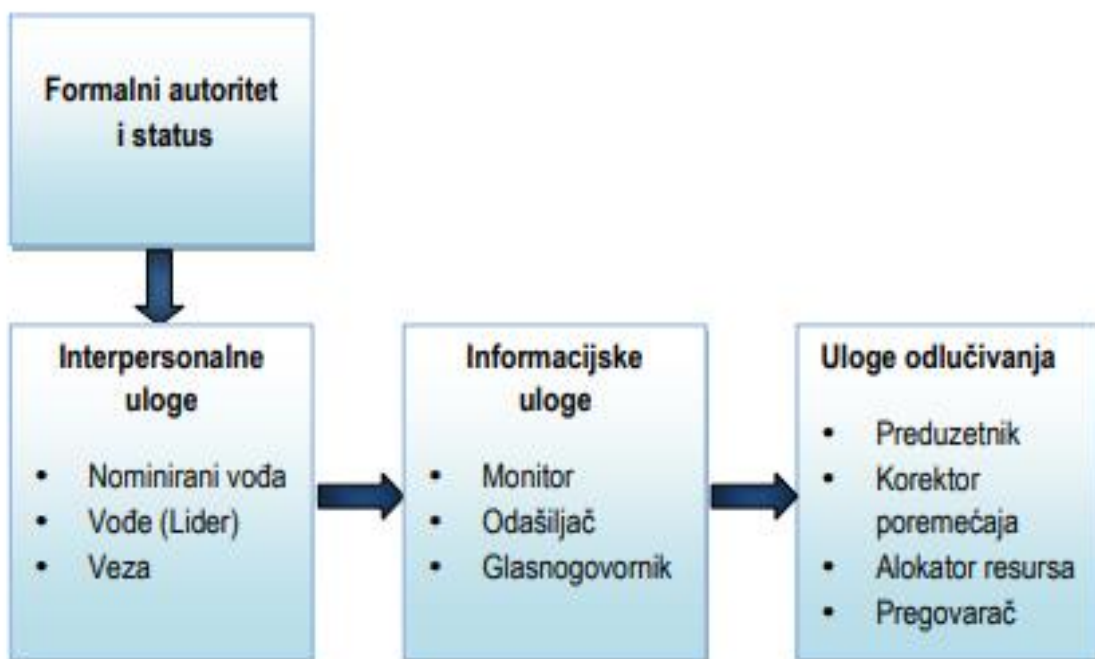 Formalni autoritet
i status
Interpersonalne
uloge
• Nominirani vođa
• Vođe (Lider)
• Veza
Informacijske
uloge
• Monitor
• Odašiljač
• Glasnogovornik
Uloge odlučivanja
• Preduzetnik
• Korektor
poremećaja
• Alokator resursa
• Pregovarač